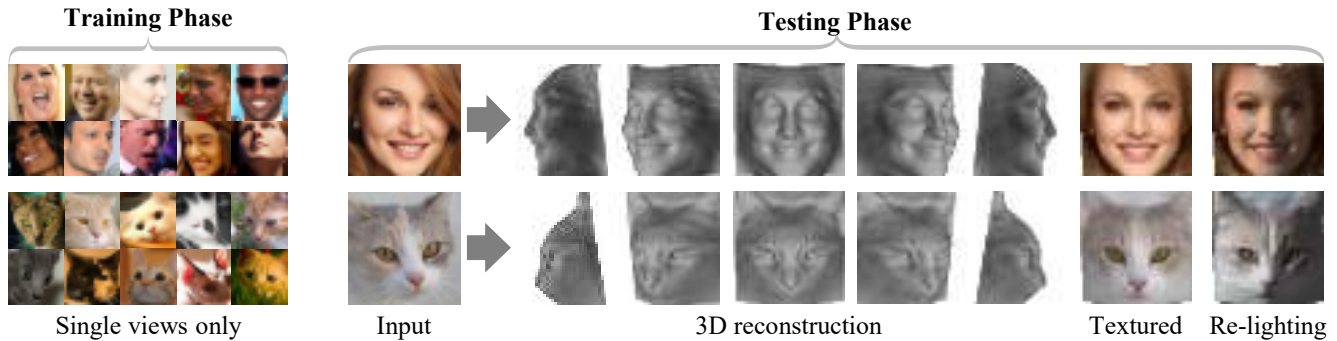 Training Phase
Testing Phase
Single views only
Input
3D reconstruction
Textured
Re-lighting